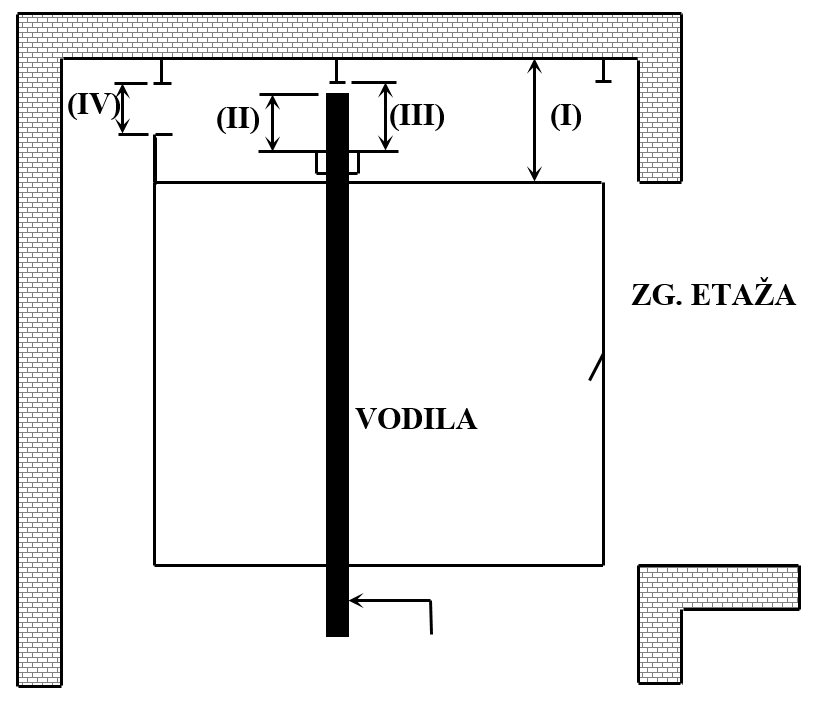 (IV)
(II)
(III)
(I)
ZG. ETAŽA
VODILA